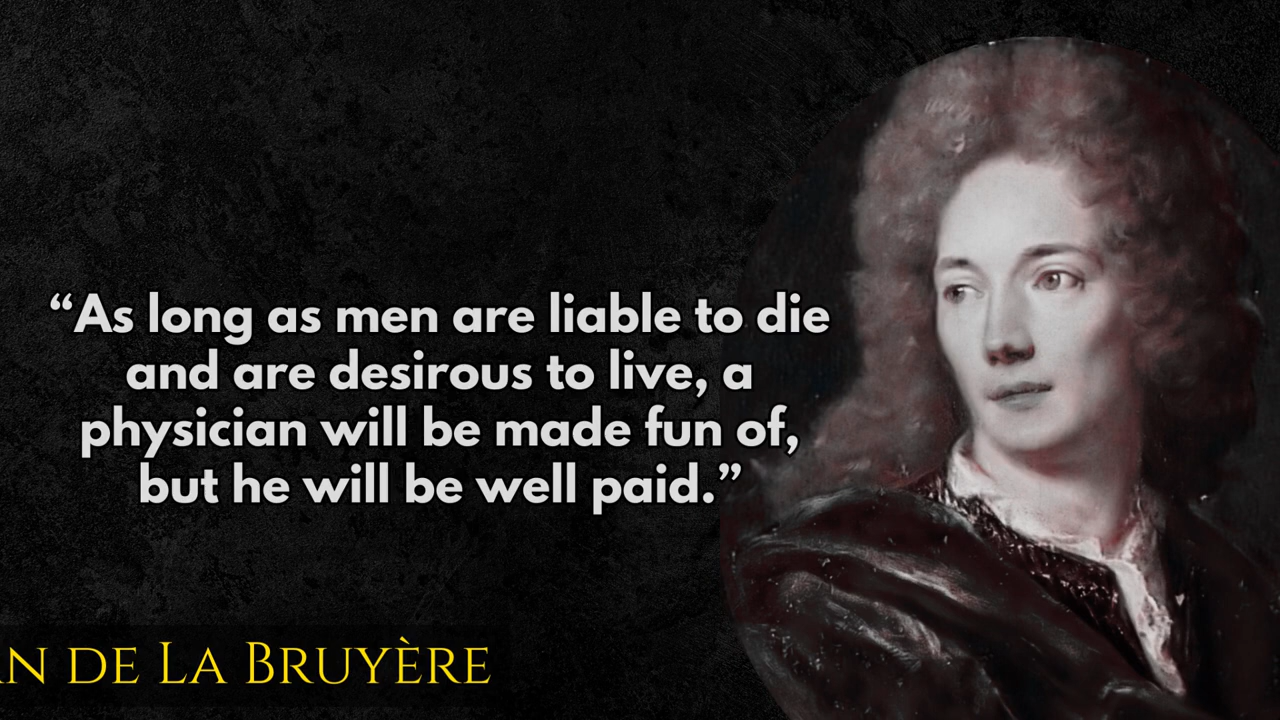 “As long as men are liable to die
and are desirous to live, a
physician will be made fun of,
but he will be well paid.”
N DE LA BRUYÈRE